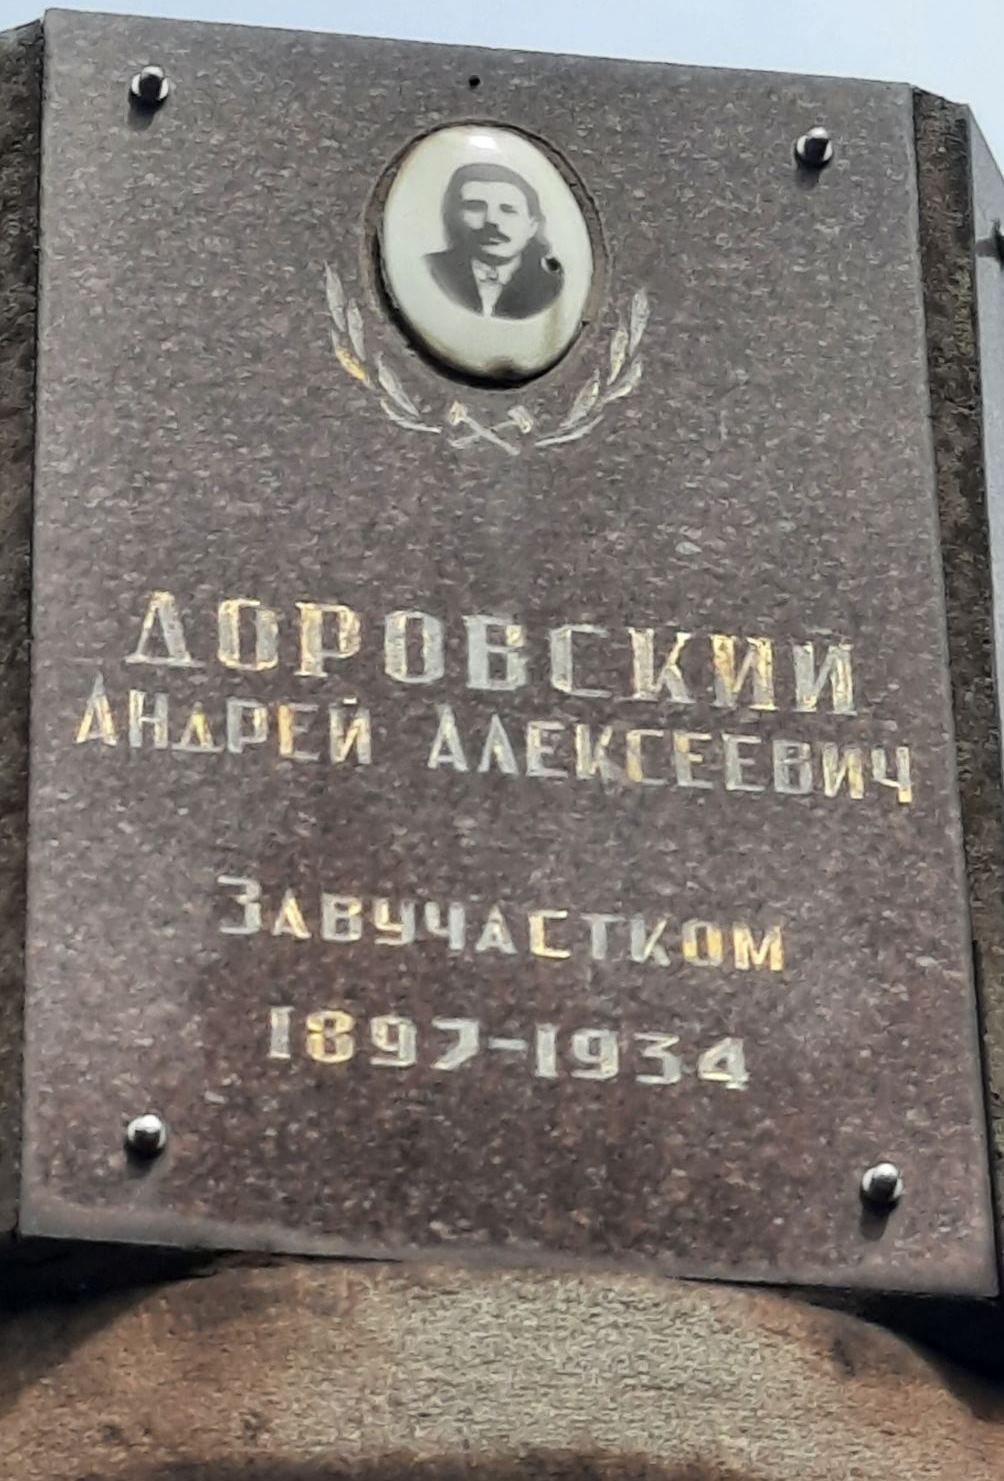 ДОРОВСКИЙ
АНДРЕЙ АЛЕКСЕЕВИЧ
ЗАВУЧАСТКОМ
1897-1934